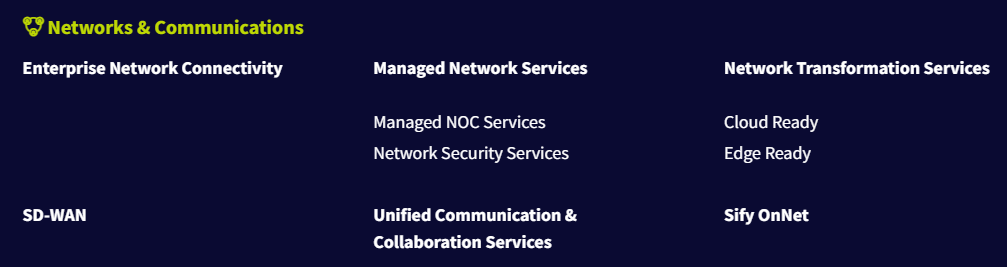 Networks & Communications
Enterprise Network Connectivity
Managed Network Services
Network Transformation Services
Managed NOC Services
Cloud Ready
Network Security Services
Edge Ready
SD-WAN
Unified Communication &
Collaboration Services
Sify OnNet